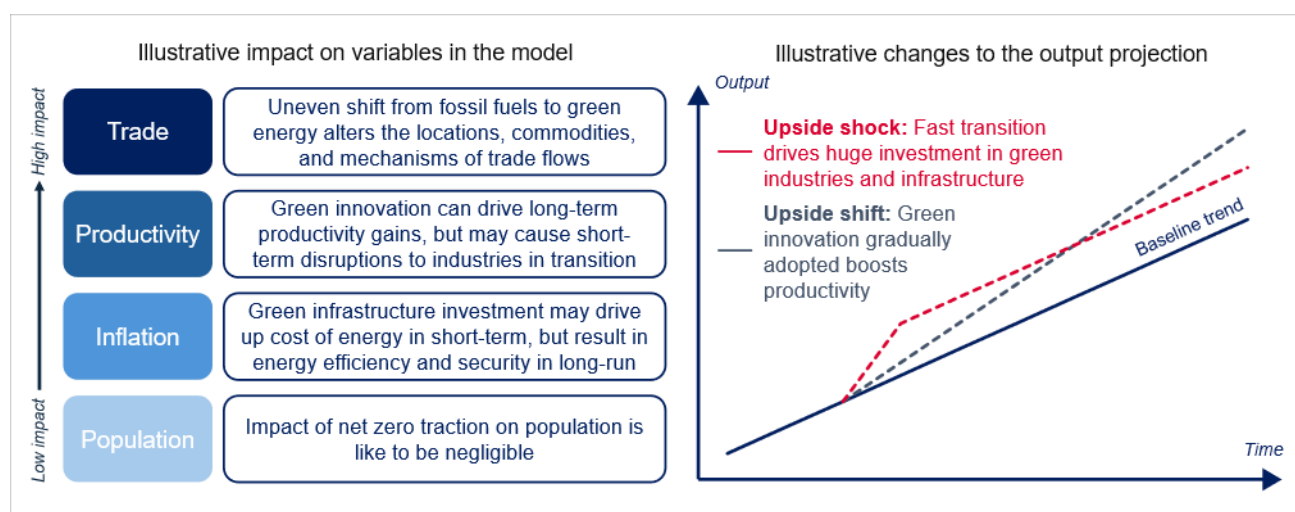 Illustrative impact on variables in the model
High impact
Low impact
Trade
Uneven shift from fossil fuels to green
energy alters the locations, commodities,
and mechanisms of trade flows
Productivity
Green innovation can drive long-term
productivity gains, but may cause short-
term disruptions to industries in transition
Inflation
Green infrastructure investment may drive
up cost of energy in short-term, but result in
energy efficiency and security in long-run
Population
Impact of net zero traction on population is
like to be negligible
Illustrative changes to the output projection
Output
Upside shock: Fast transition
drives huge investment in green
industries and infrastructure
Upside shift: Green
innovation gradually
adopted boosts
productivity
Baseline trend
Time